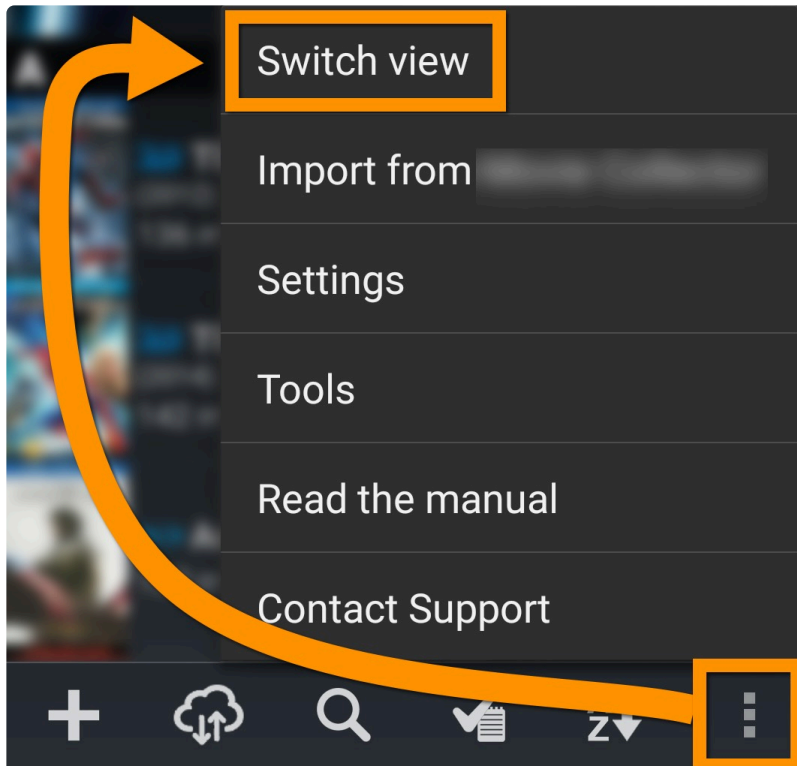 A
Switch view
Import from
Settings
Tools
Read the manual
Contact Support
Z